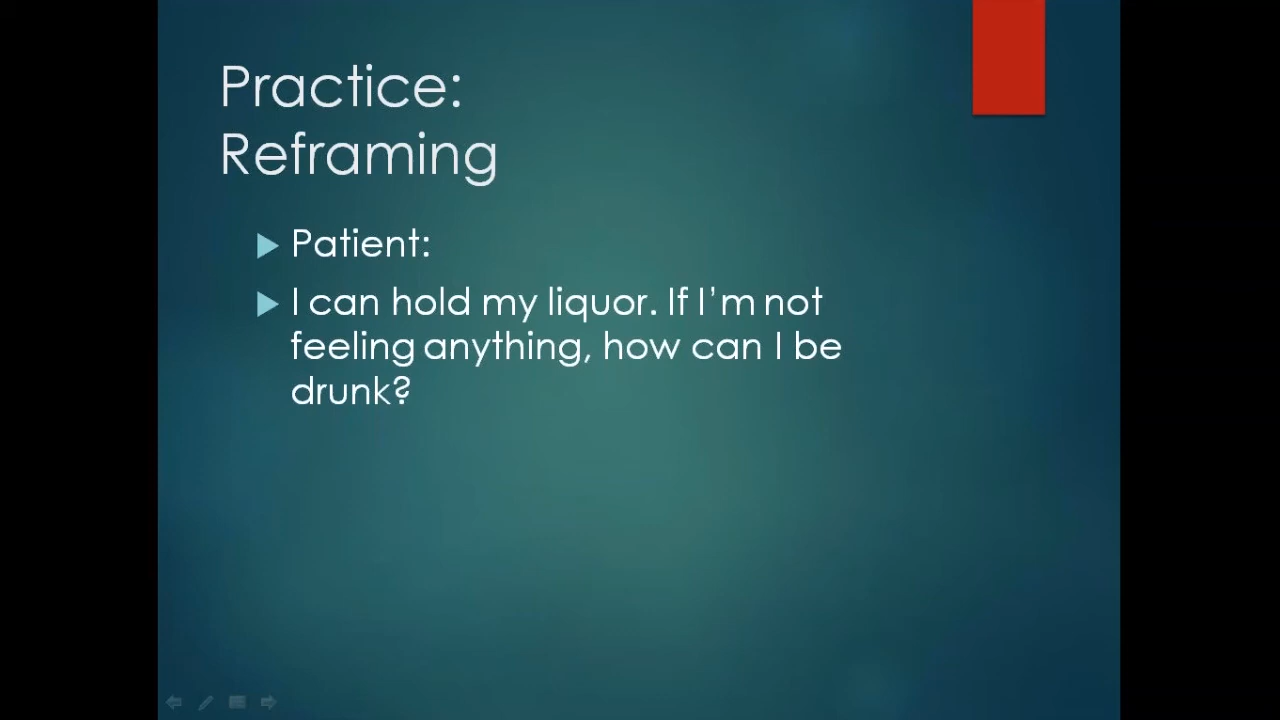 Practice:
Reframing
Patient:
I can hold my liquor. If I'm not
feeling anything, how can I be
drunk?